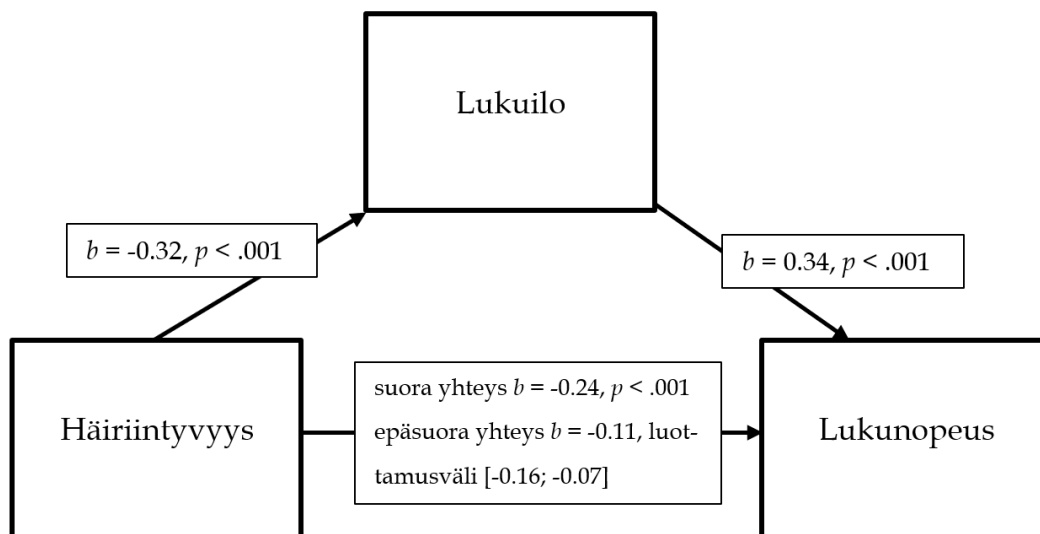 Lukuilo
b = -0.32, p < .001
b = 0.34, p < .001
Häiriintyvyys
suora yhteys b = -0.24, p < .001
epäsuora yhteys b = -0.11, luot-
tamusväli [-0.16; -0.07]
Lukunopeus